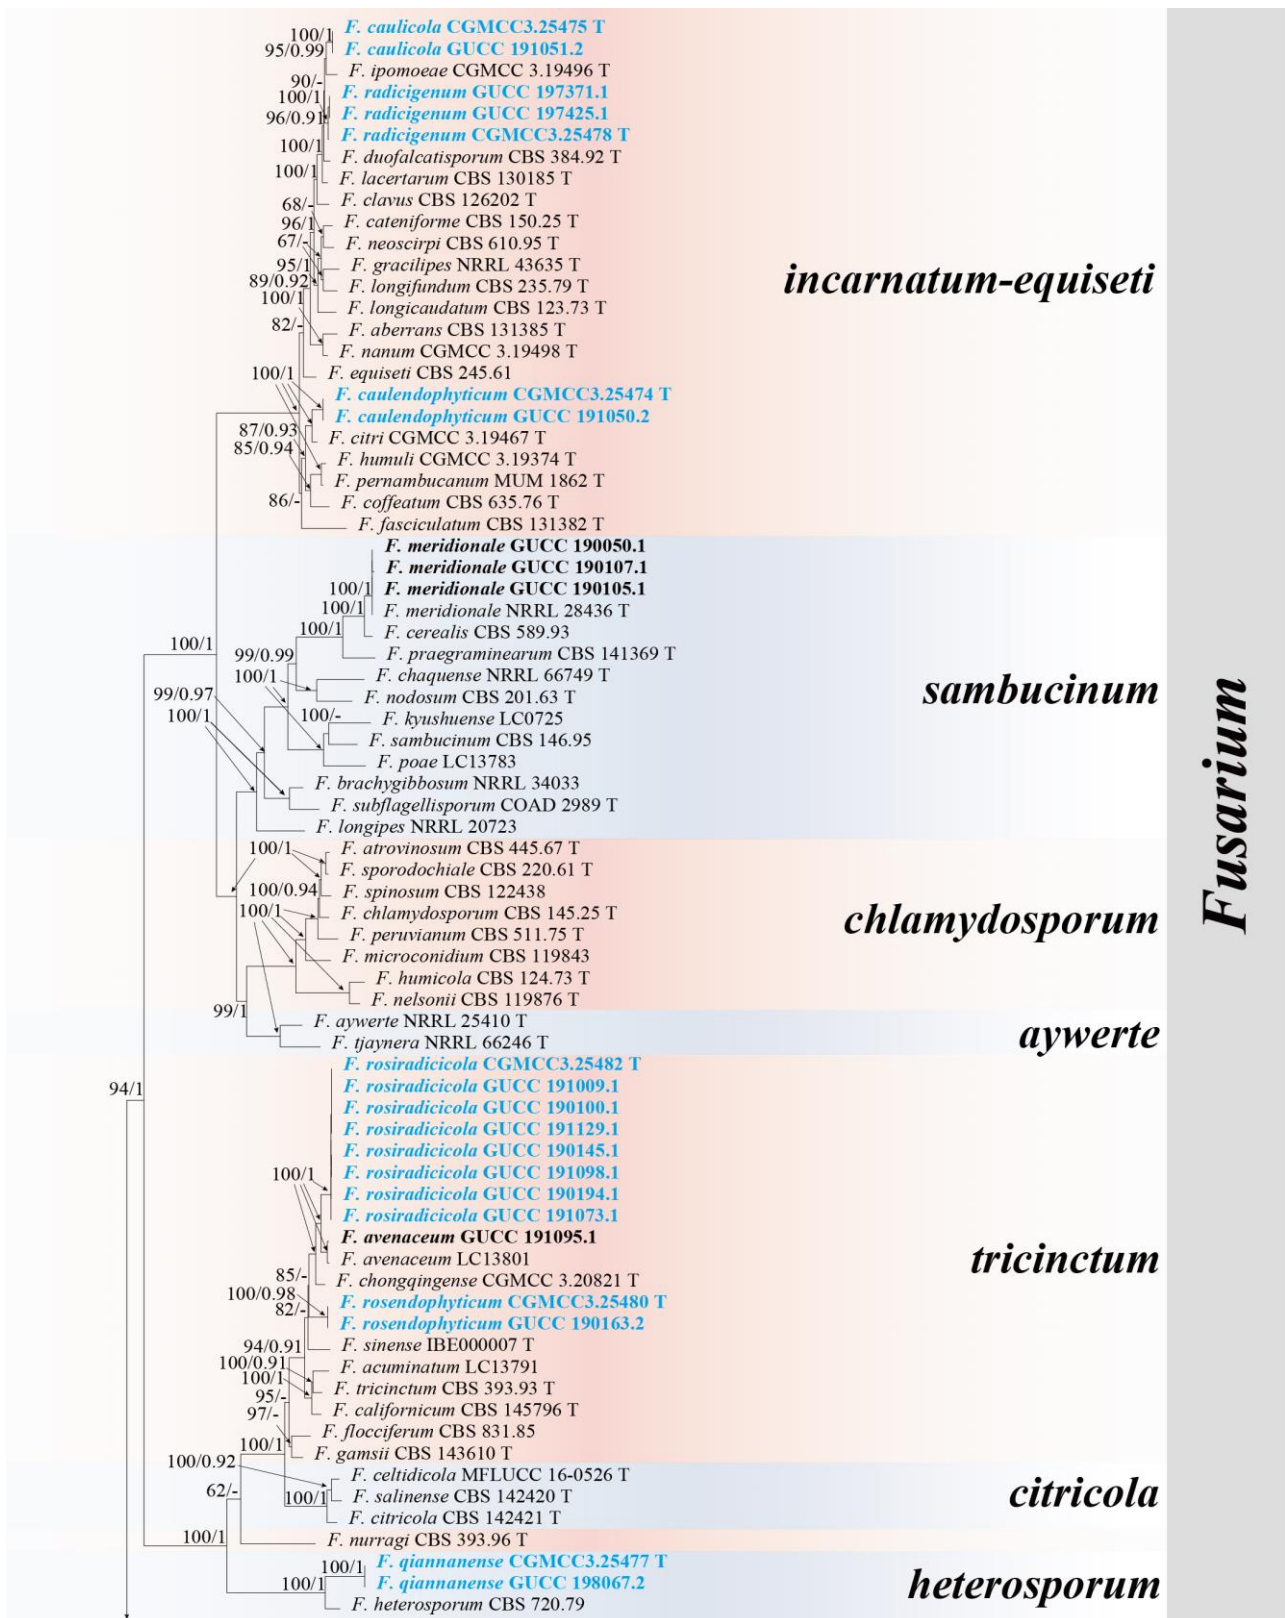 F. caulicola CGMCC3.25475 T
100/1
F. caulicola GUCC 191051.2
95/0.99
F. ipomoeae CGMCC 3.19496 T
90/-
F. radicigenum GUCC 197371.1
100/1
F. radicigenum GUCC 197425.1
96/0.91
F. radicigenum CGMCC3.25478 T
100/1
F. duofalcatisporum CBS 384.92 T
100/1
F. lacertarum CBS 130185 T
F. clavus CBS 126202 T
68/-
F. cateniforme CBS 150.25 T
96/1
F. neoscirpi CBS 610.95 T
67/-
F. gracilipes NRRL 43635 T
95/1
incarnatum-equiseti
89/0.92
F. longifundum CBS 235.79 T
100/1
F. longicaudatum CBS 123.73 T
82/-
F. aberrans CBS 131385 T
F. nanum CGMCC 3.19498 T
100/1
F. equiseti CBS 245.61
F. caulendophyticum CGMCC3.25474 T
F. caulendophyticum GUCC 191050.2
87/0.93
F. citri CGMCC 3.19467 T
85/0.94
F. humuli CGMCC 3.19374 T
F. pernambucanum MUM 1862 T
86/-
F. coffeatum CBS 635.76 T
F. fasciculatum CBS 131382 T
F. meridionale GUCC 190050.1
F. meridionale GUCC 190107.1
100/1
F. meridionale GUCC 190105.1
100/1
F. meridionale NRRL 28436 T
100/1
F. cerealis CBS 589.93
100/1
99/0.99
F. praegraminearum CBS 141369 T
100/1
F. chaquense NRRL 66749 T
99/0.97
F. nodosum CBS 201.63 T
sambucinum
100/1
100/-
F. kyushuense LC0725
F. sambucinum CBS 146.95
F. poae LC13783
F. brachygibbosum NRRL 34033
F. subflagellisporum COAD 2989 T
F. longipes NRRL 20723
Fusarium
100/1
F. atrovinosum CBS 445.67 T
F. sporodochiale CBS 220.61 T
100/0.94
F. spinosum CBS 122438
100/1
F. chlamydosporum CBS 145.25 T
chlamydosporum
F. peruvianum CBS 511.75 T
F. microconidium CBS 119843
F. humicola CBS 124.73 T
F. nelsonii CBS 119876 T
99/1
F. aywerte NRRL 25410 T
aywerte
F. tjaynera NRRL 66246 T
F. rosiradicicola CGMCC3.25482 T
94/1
F. rosiradicicola GUCC 191009.1
F. rosiradicicola GUCC 190100.1
F. rosiradicicola GUCC 191129.1
F. rosiradicicola GUCC 190145.1
100/1
F. rosiradicicola GUCC 191098.1
F. rosiradicicola GUCC 190194.1
F. rosiradicicola GUCC 191073.1
F. avenaceum GUCC 191095.1
F. avenaceum LC13801
tricinctum
85/-
F. chongqingense CGMCC 3.20821 T
100/0.98
F. rosendophyticum CGMCC3.25480 T
82/-
F. rosendophyticum GUCC 190163.2
94/0.91
F. sinense IBE000007 T
100/0.91
F. acuminatum LC13791
100/1
F. tricinctum CBS 393.93 T
95/-
F. californicum CBS 145796 T
97/-
F. flocciferum CBS 831.85
100/1
F. gamsii CBS 143610 T
100/0.92
F. celtidicola MFLUCC 16-0526 T
62/-
100/1
F. salinense CBS 142420 T
citricola
F. citricola CBS 142421 T
100/1
F. nurragi CBS 393.96 T
100/1
F. qiannanense CGMCC3.25477 T
100/1
F. qiannanense GUCC 198067.2
heterosporum
F. heterosporum CBS 720.79